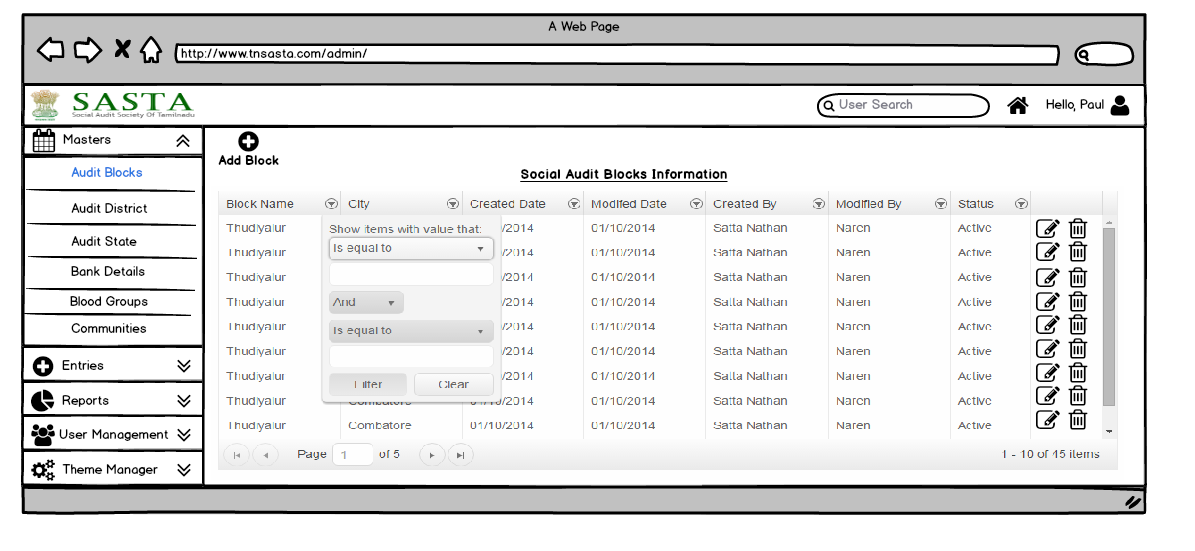 A Web Page
http://www.tnsasta.com/admin/
SASTA
Social Audit Society Of Tamilnadu
User Search
Hello, Paul
Masters
Audit Blocks
Audit District
Audit State
Bank Details
Blood Groups
Communities
Entries
Reports
User Management
Theme Manager
Add Block
Social Audit Blocks Information
Block Name City Created Date Modifed Date Created By Modified By Status
Thudiyalur /2014 01/10/2014 Satta Nathan Naren Active
Thudiyalur /2014 01/10/2014 Satta Nathan Naren Active
Thudiyalur /2014 01/10/2014 Satta Nathan Naren Active
Thudiyalur /2014 01/10/2014 Satta Nathan Naren Active
Thudiyalur /2014 01/10/2014 Satta Nathan Naren Active
Thudiyalur /2014 01/10/2014 Satta Nathan Naren Active
Thudiyalur /2014 01/10/2014 Satta Nathan Naren Active
Thudiyalur Combatore 01/10/2014 01/10/2014 Satta Nathan Naren Active
Thudiyalur Combatore 01/10/2014 01/10/2014 Satta Nathan Naren Active
Show items with value that:
Is equal to
And
Is equal to
Filter Clear
Page 1 of 5
1 - 10 of 45 items